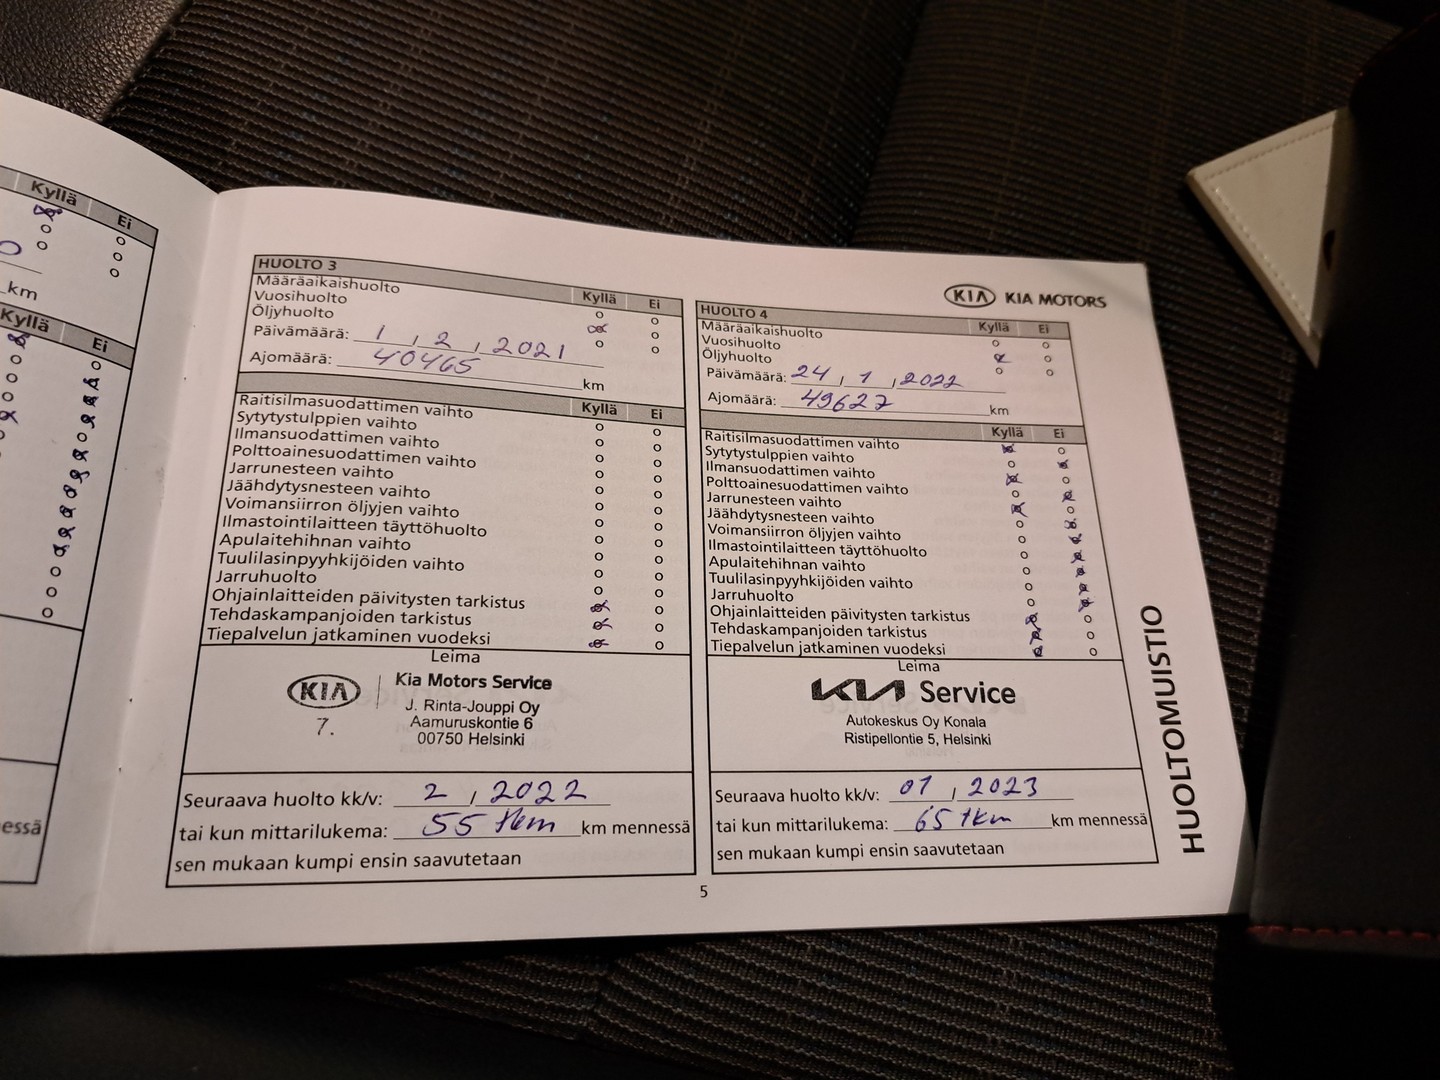 Kyllä Ei
0
km
Kyllä Ei
essä
HUOLTO 3
Kyllä Ei
Määräaikaishuolto
Vuosihuolto
Öljyhuolto
Päivämäärä: 1 , 2 , 2021
Ajomäärä: 40465 km
Kyllä Ei
Raitisilmasuodattimen vaihto
Sytytystulppien vaihto
Ilmansuodattimen vaihto
Polttoainesuodattimen vaihto
Jarrunesteen vaihto
Jäähdytysnesteen vaihto
Voimansiirron öljyjen vaihto
Ilmastointilaitteen täyttöhuolto
Apulaitehihnan vaihto
Tuulilasinpyyhkijöiden vaihto
Jarruhuolto
Ohjainlaitteiden päivitysten tarkistus
Tehdaskampanjoiden tarkistus
Tiepalvelun jatkaminen vuodeksi
Leima
KIA Kia Motors Service
J. Rinta-Jouppi Oy
7. Aamuruskontie 6
00750 Helsinki
Seuraava huolto kk/v: 2 / 2022
tai kun mittarilukema: 55 tkm km mennessä
sen mukaan kumpi ensin saavutetaan
KIA KIA MOTORS
HUOLTO 4
Kyllä Ei
Määräaikaishuolto
Vuosihuolto
Öljyhuolto
Päivämäärä: 24 , 1 , 2022
Ajomäärä: 49627 km
Kyllä Ei
Raitisilmasuodattimen vaihto
Sytytystulppien vaihto
Ilmansuodattimen vaihto
Polttoainesuodattimen vaihto
Jarrunesteen vaihto
Jäähdytysnesteen vaihto
Voimansiirron öljyjen vaihto
Ilmastointilaitteen täyttöhuolto
Apulaitehihnan vaihto
Tuulilasinpyyhkijöiden vaihto
Jarruhuolto
Ohjainlaitteiden päivitysten tarkistus
Tehdaskampanjoiden tarkistus
Tiepalvelun jatkaminen vuodeksi
Leima
KIA Service
Autokeskus Oy Konala
Ristipellontie 5, Helsinki
Seuraava huolto kk/v: 01 / 2023
tai kun mittarilukema: 65 tkm km mennessä
sen mukaan kumpi ensin saavutetaan
HUOLTOMUISTIO
5